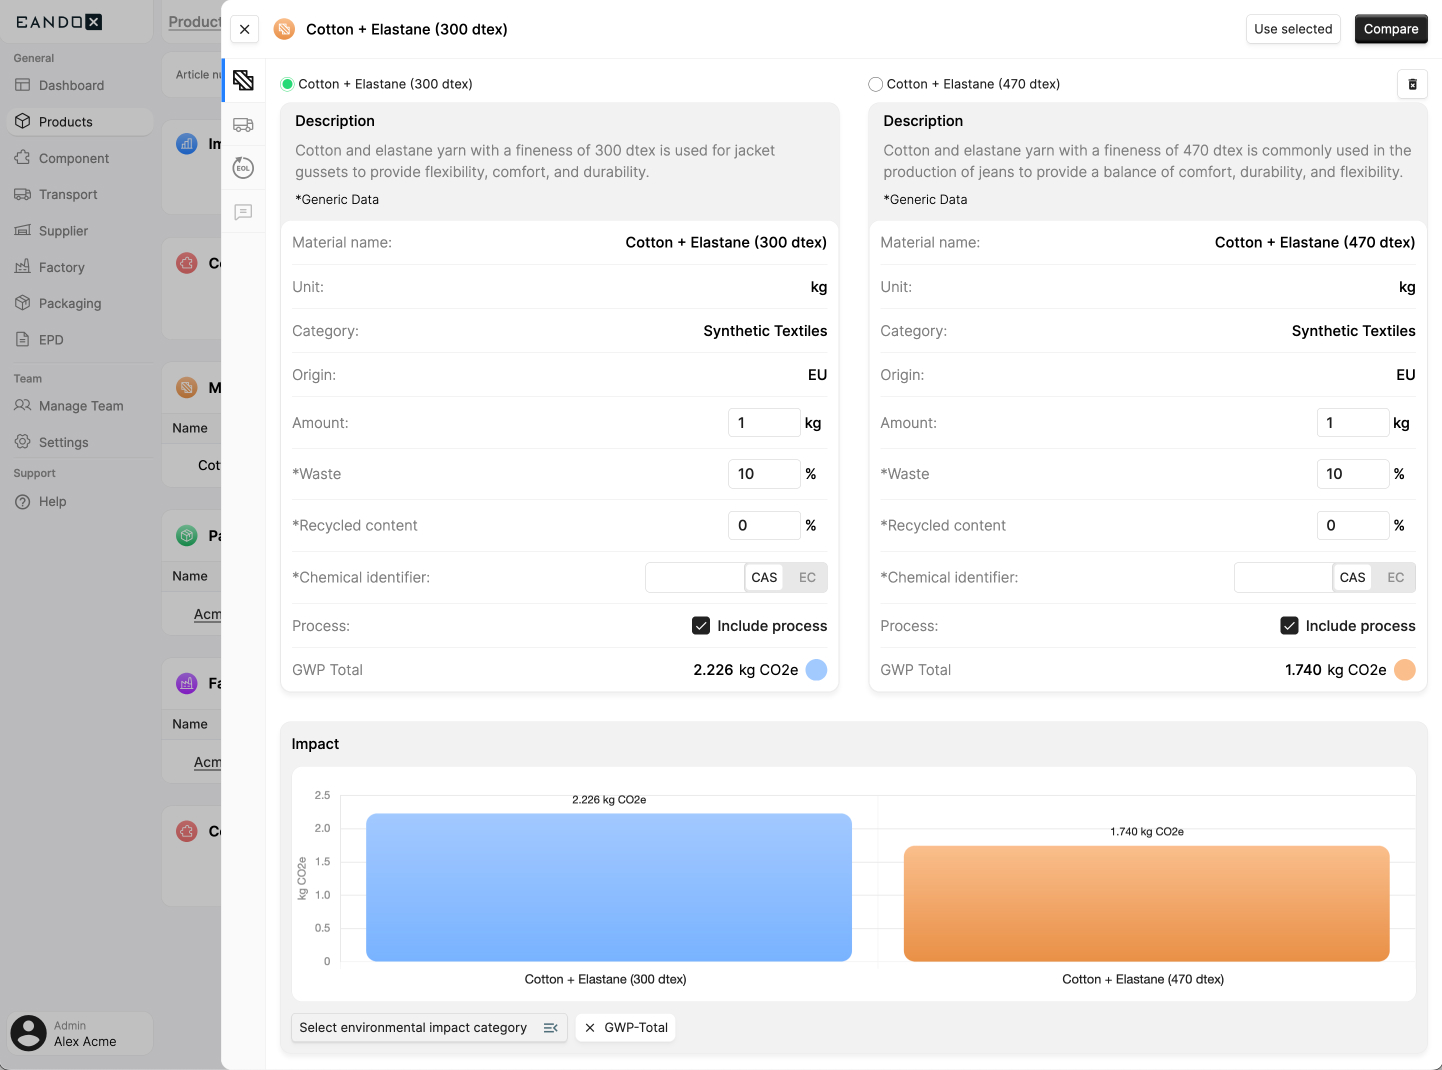 EANDOX
General
Dashboard
Products
Component
Transport
Supplier
Factory
Packaging
EPD
Team
Manage Team
Settings
Support
Help
Admin
Alex Acme
Product
Article nu
Name
Name
Acm
Name
Acm
Cotton + Elastane (300 dtex)
Use selected
Compare
EOL
Cotton + Elastane (300 dtex)
Description
Cotton and elastane yarn with a fineness of 300 dtex is used for jacket
gussets to provide flexibility, comfort, and durability.
*Generic Data
Material name: Cotton + Elastane (300 dtex)
Unit: kg
Category: Synthetic Textiles
Origin: EU
Amount: 1 kg
*Waste 10 %
*Recycled content 0 %
*Chemical identifier: CAS EC
Process: Include process
GWP Total 2.226 kg CO2e
Cotton + Elastane (470 dtex)
Description
Cotton and elastane yarn with a fineness of 470 dtex is commonly used in the
production of jeans to provide a balance of comfort, durability, and flexibility.
*Generic Data
Material name: Cotton + Elastane (470 dtex)
Unit: kg
Category: Synthetic Textiles
Origin: EU
Amount: 1 kg
*Waste 10 %
*Recycled content 0 %
*Chemical identifier: CAS EC
Process: Include process
GWP Total 1.740 kg CO2e
Impact
kg CO2e
2.5
2.0
1.5
1.0
0.5
0
2.226 kg CO2e
1.740 kg CO2e
Cotton + Elastane (300 dtex)
Cotton + Elastane (470 dtex)
Select environmental impact category
GWP-Total